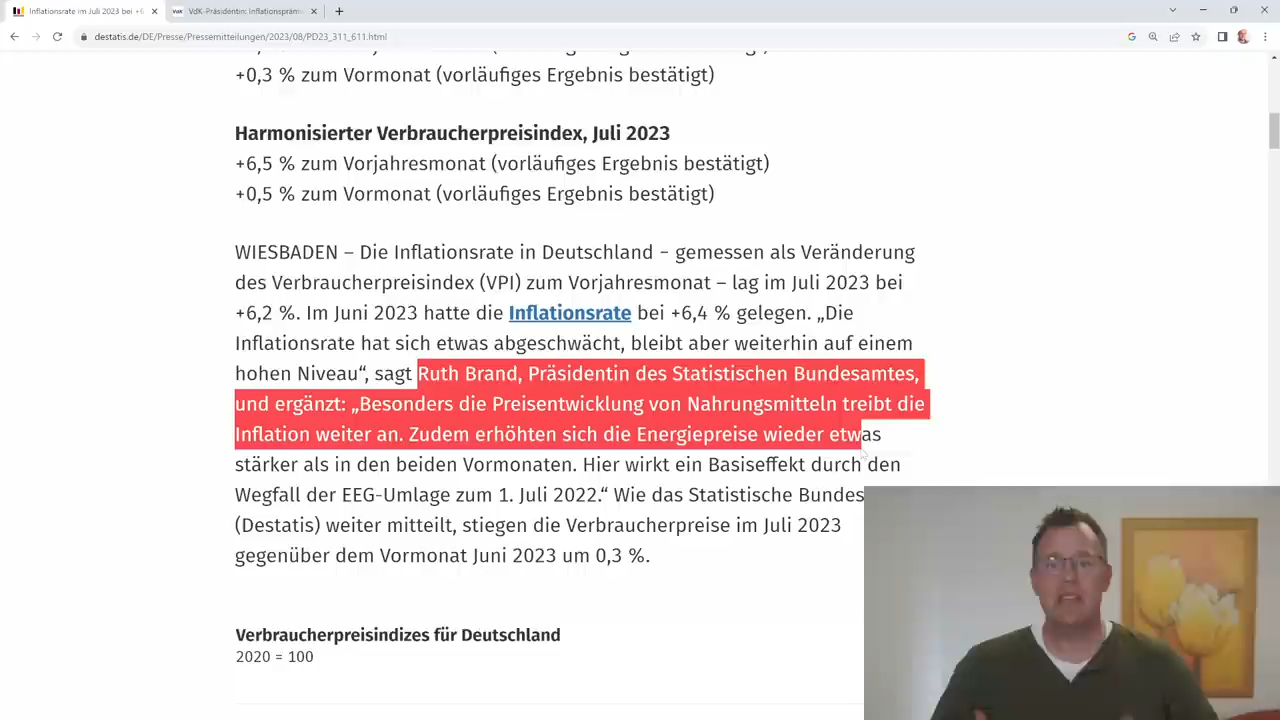 Inflationsrate im Juli 2023 bei +6
VdK-Präsidentin: Inflationspräm
destatis.de/DE/Presse/Pressemitteilungen/2023/08/PD23_311_611.html
+0,3 % zum Vormonat (vorläufiges Ergebnis bestätigt)
Harmonisierter Verbraucherpreisindex, Juli 2023
+6,5 % zum Vorjahresmonat (vorläufiges Ergebnis bestätigt)
+0,5 % zum Vormonat (vorläufiges Ergebnis bestätigt)
WIESBADEN – Die Inflationsrate in Deutschland – gemessen als Veränderung
des Verbraucherpreisindex (VPI) zum Vorjahresmonat – lag im Juli 2023 bei
+6,2 %. Im Juni 2023 hatte die Inflationsrate bei +6,4 % gelegen. „Die
Inflationsrate hat sich etwas abgeschwächt, bleibt aber weiterhin auf einem
hohen Niveau“, sagt Ruth Brand, Präsidentin des Statistischen Bundesamtes,
und ergänzt: „Besonders die Preisentwicklung von Nahrungsmitteln treibt die
Inflation weiter an. Zudem erhöhten sich die Energiepreise wieder etwas
stärker als in den beiden Vormonaten. Hier wirkt ein Basiseffekt durch den
Wegfall der EEG-Umlage zum 1. Juli 2022.“ Wie das Statistische Bundes
(Destatis) weiter mitteilt, stiegen die Verbraucherpreise im Juli 2023
gegenüber dem Vormonat Juni 2023 um 0,3 %.
Verbraucherpreisindizes für Deutschland
2020 = 100